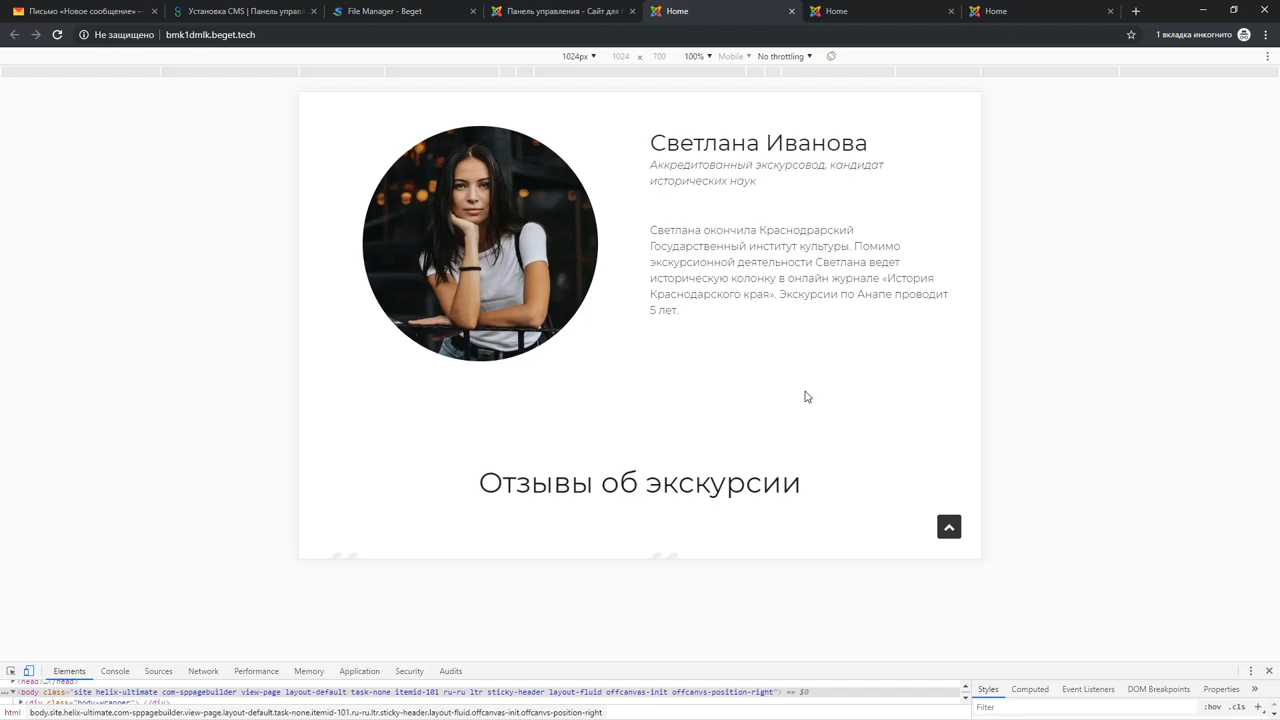 Письмо «Новое сообщение» —
Установка CMS | Панель управ
File Manager - Beget
Панель управления - Сайт для
Home
Home
Home
Не защищено
bmk1dmlk.beget.tech
1 вкладка инкогнито
1024px
1024 × 700
100%
Mobile
No throttling
Светлана Иванова
Аккредитованный экскурсовод, кандидат
исторических наук
Светлана окончила Краснодрарский
Государственный институт культуры. Помимо
экскурсионной деятельности Светлана ведет
историческую колонку в онлайн журнале «История
Краснодарского края». Экскурсии по Анапе проводит
5 лет.
Отзывы об экскурсии
Elements
Console
Sources
Network
Performance
Memory
Application
Security
Audits
<body class="site helix-ultimate com-sppagebuilder view-page layout-default task-none itemid-101 ru-ru ltr sticky-header layout-fluid offcanvas-init offcanvs-position-right"> == $0
<div class="body-wrapper">…</div>
html
body.site.helix-ultimate.com-sppagebuilder.view-page.layout-default.task-none.itemid-101.ru-ru.ltr.sticky-header.layout-fluid.offcanvas-init.offcanvs-position-right
Styles
Computed
Event Listeners
DOM Breakpoints
Properties
Filter
:hov
.cls